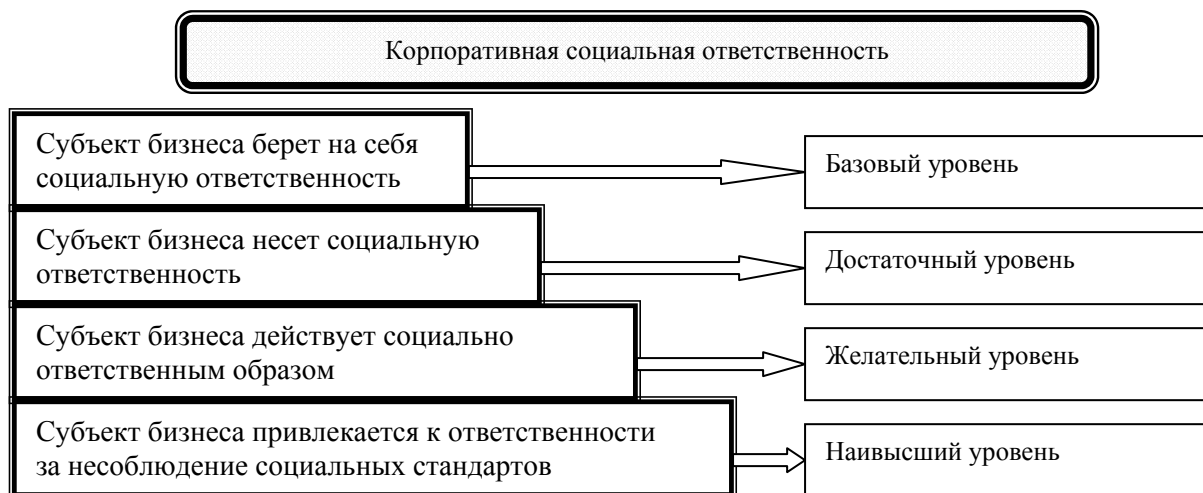 Корпоративная социальная ответственность
Субъект бизнеса берет на себя
социальную ответственность
Базовый уровень
Субъект бизнеса несет социальную
ответственность
Достаточный уровень
Субъект бизнеса действует социально
ответственным образом
Желательный уровень
Субъект бизнеса привлекается к ответственности
за несоблюдение социальных стандартов
Наивысший уровень